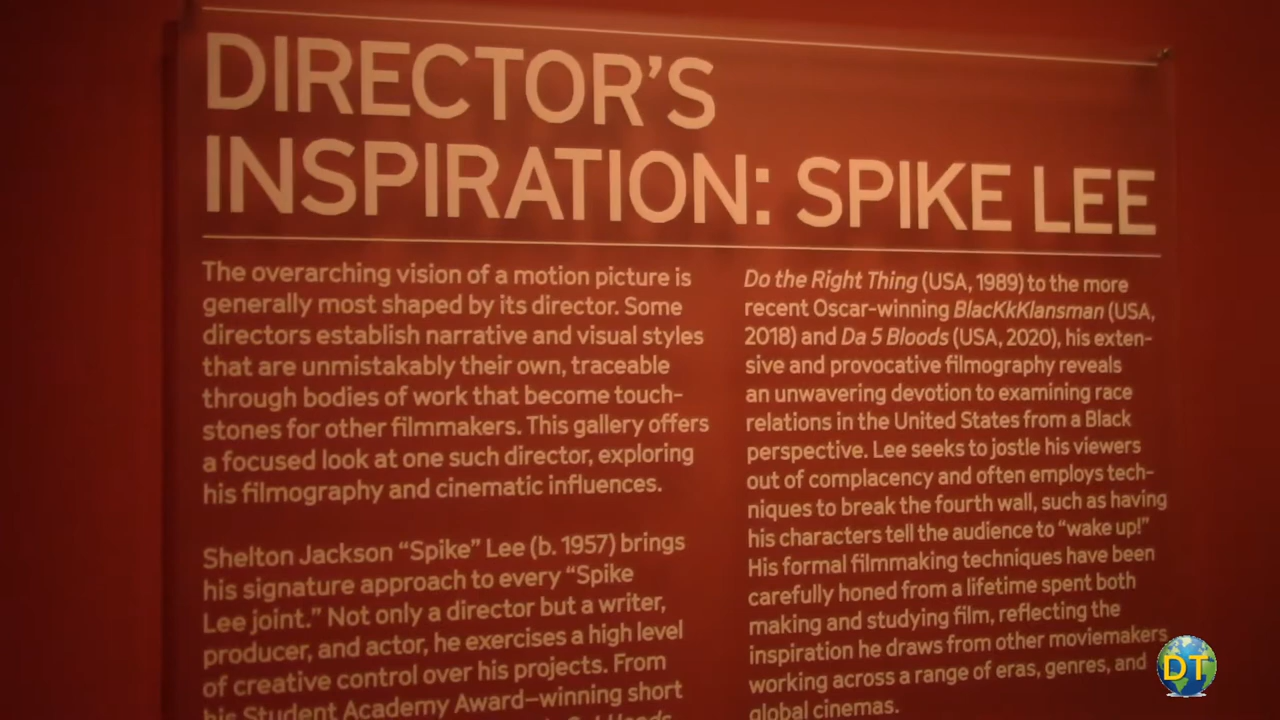 DIRECTOR'S
INSPIRATION: SPIKE LEE
The overarching vision of a motion picture is
generally most shaped by its director. Some
directors establish narrative and visual styles
that are unmistakably their own, traceable
through bodies of work that become touch-
stones for other filmmakers. This gallery offers
a focused look at one such director, exploring
his filmography and cinematic influences.
Shelton Jackson “Spike” Lee (b. 1957) brings
his signature approach to every “Spike
Lee joint.” Not only a director but a writer,
producer, and actor, he exercises a high level
of creative control over his projects. From
his Student Academy Award–winning short
Do the Right Thing (USA, 1989) to the more
recent Oscar-winning BlacKkKlansman (USA,
2018) and Da 5 Bloods (USA, 2020), his exten-
sive and provocative filmography reveals
an unwavering devotion to examining race
relations in the United States from a Black
perspective. Lee seeks to jostle his viewers
out of complacency and often employs tech-
niques to break the fourth wall, such as having
his characters tell the audience to “wake up!”
His formal filmmaking techniques have been
carefully honed from a lifetime spent both
making and studying film, reflecting the
inspiration he draws from other moviemakers
working across a range of eras, genres, and
global cinemas.
DT